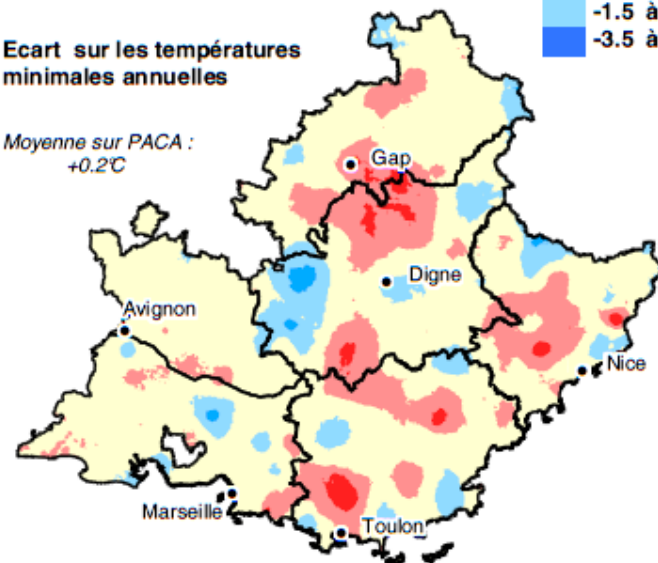 -1.5 à
-3.5 à
Ecart sur les températures
minimales annuelles
Moyenne sur PACA :
+0.2℃
Gap
Digne
Avignon
Nice
Marseille
Toulon